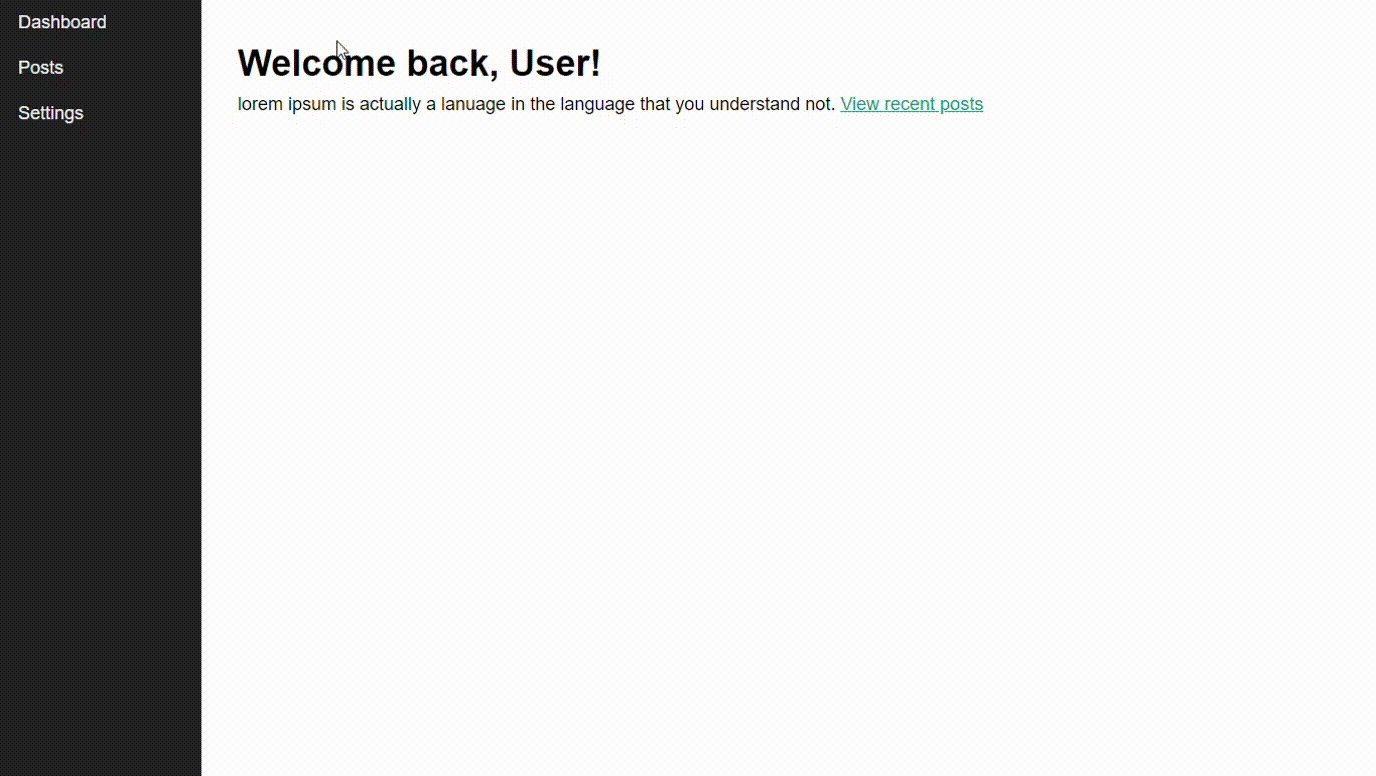 Dashboard
Posts
Settings
Welcome back, User!
lorem ipsum is actually a lanuage in the language that you understand not. View recent posts